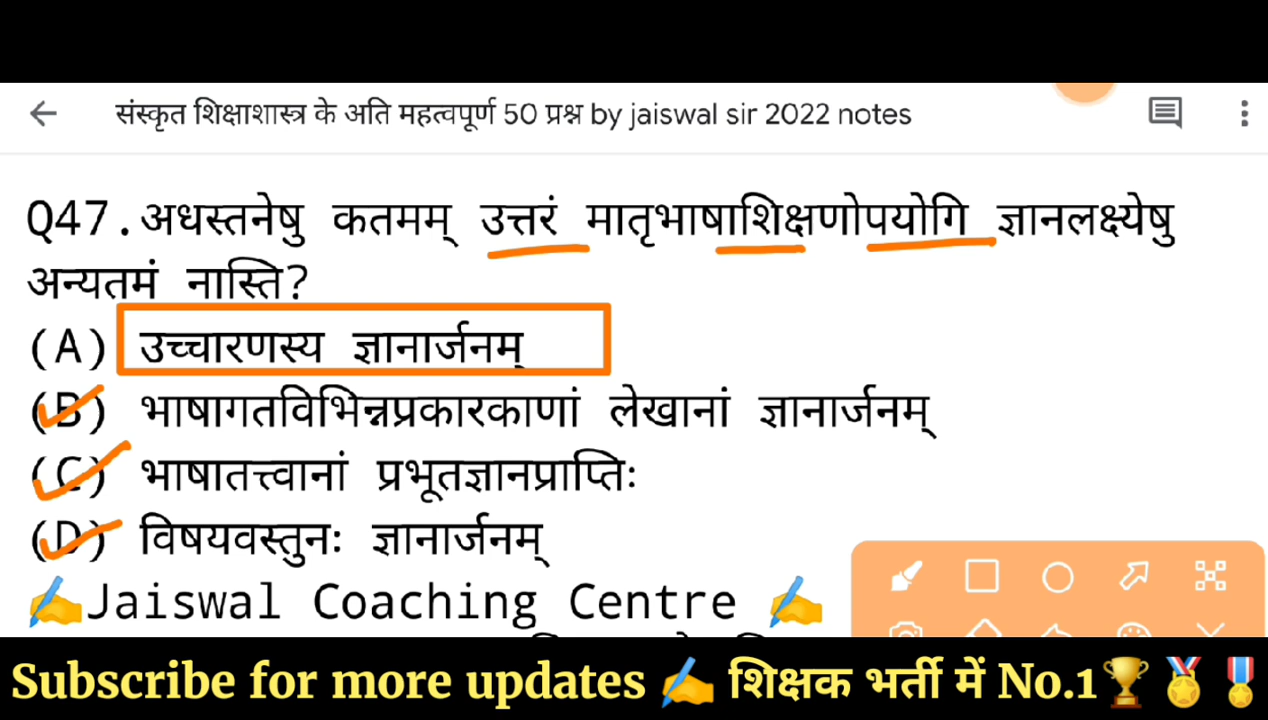 संस्कृत शिक्षाशास्त्र के अति महत्वपूर्ण 50 प्रश्न by jaiswal sir 2022 notes
Q47.अधस्तनेषु कतमम् उत्तरं मातृभाषाशिक्षणोपयोगि ज्ञानलक्ष्येषु
अन्यतमं नास्ति?
(A) उच्चारणस्य ज्ञानार्जनम्
(B) भाषागतविभिन्नप्रकारकाणां लेखानां ज्ञानार्जनम्
(C) भाषातत्त्वानां प्रभूतज्ञानप्राप्तिः
(D) विषयवस्तुनः ज्ञानार्जनम्
✍️Jaiswal Coaching Centre ✍️
Subscribe for more updates ✍️ शिक्षक भर्ती में No.1🏆🏅🎖️